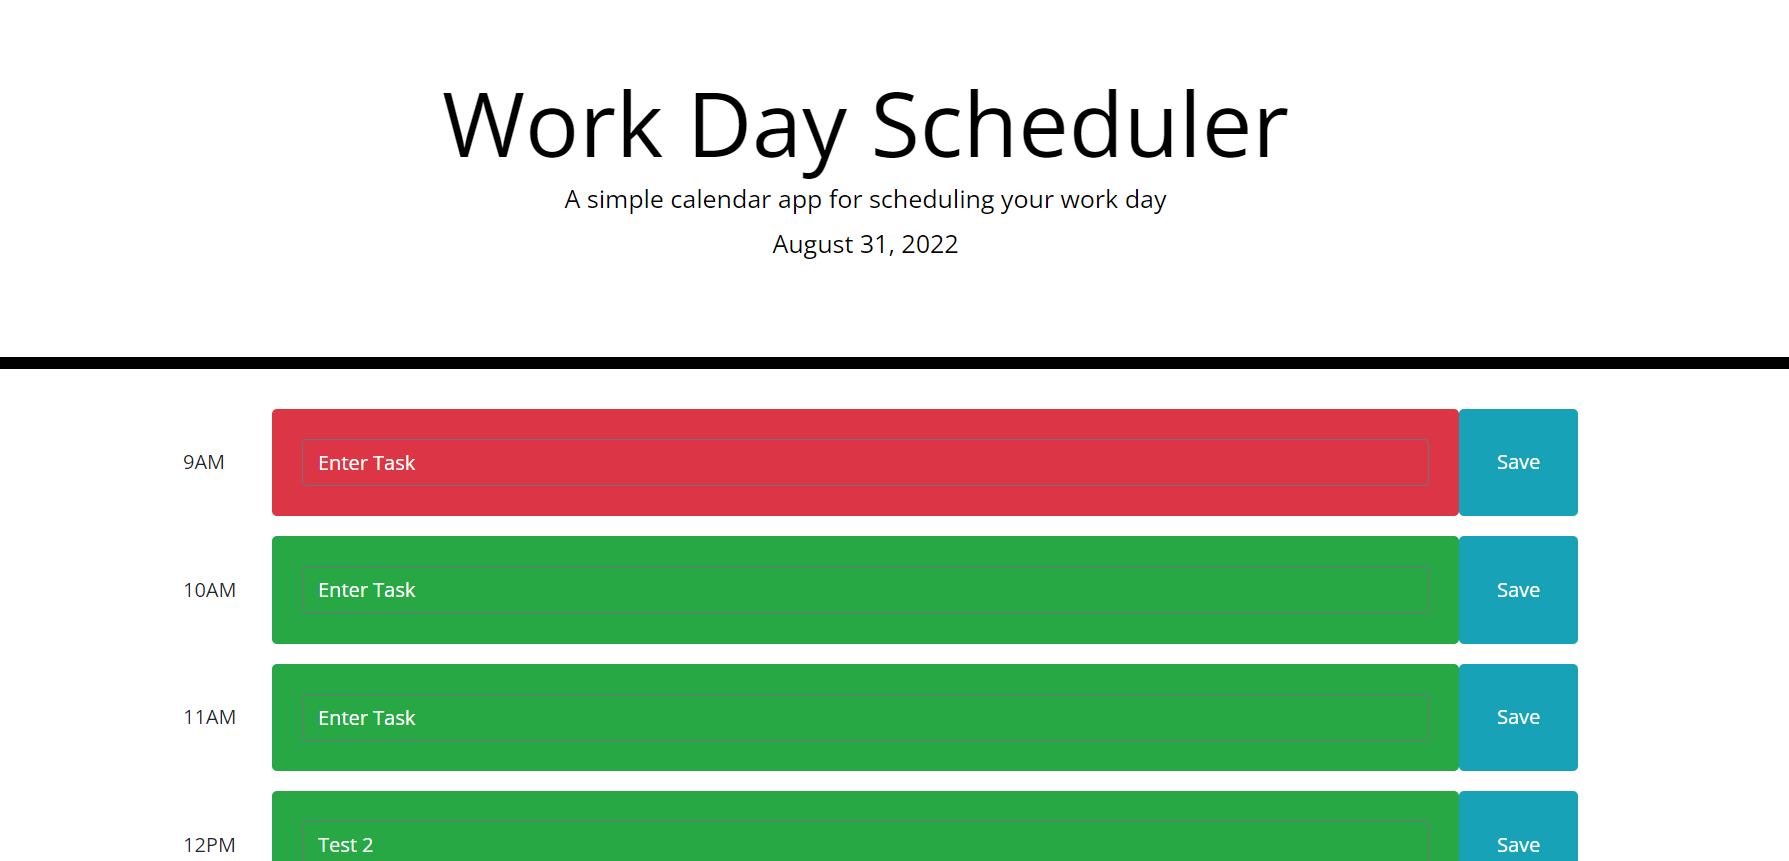 Work Day Scheduler
A simple calendar app for scheduling your work day
August 31, 2022
9AM Enter Task Save
10AM Enter Task Save
11AM Enter Task Save
12PM Test 2 Save